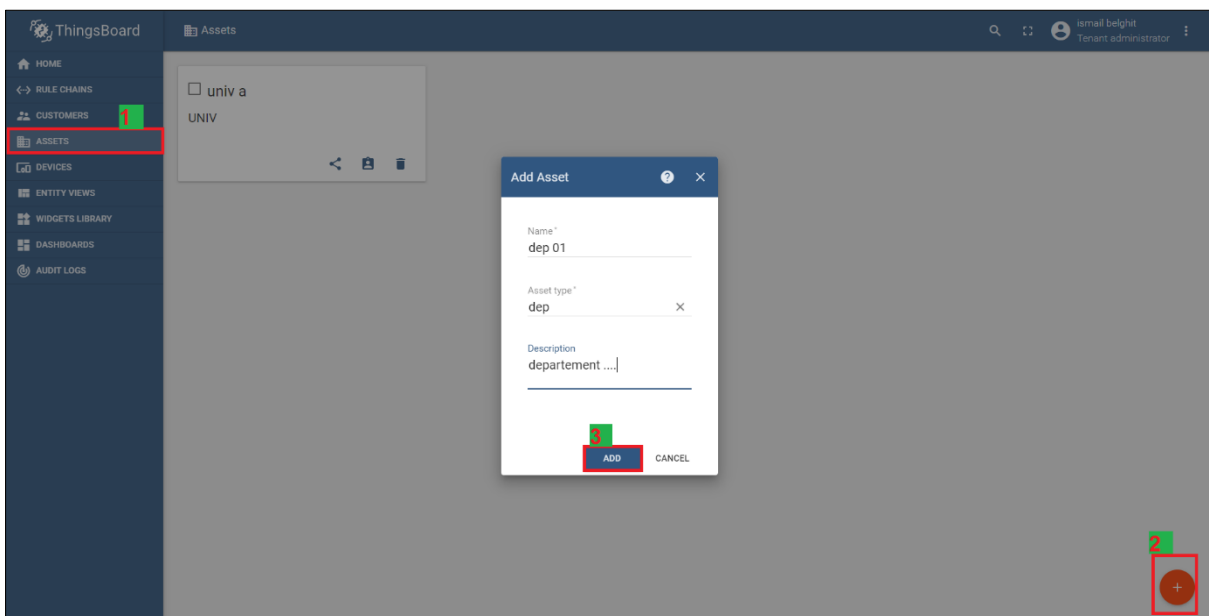 ThingsBoard
Assets
ismail belghit
Tenant administrator
HOME
RULE CHAINS
CUSTOMERS
1
ASSETS
DEVICES
ENTITY VIEWS
WIDGETS LIBRARY
DASHBOARDS
AUDIT LOGS
univ a
UNIV
Add Asset
Name*
dep 01
Asset type*
dep
Description
departement ....
3
ADD
CANCEL
2